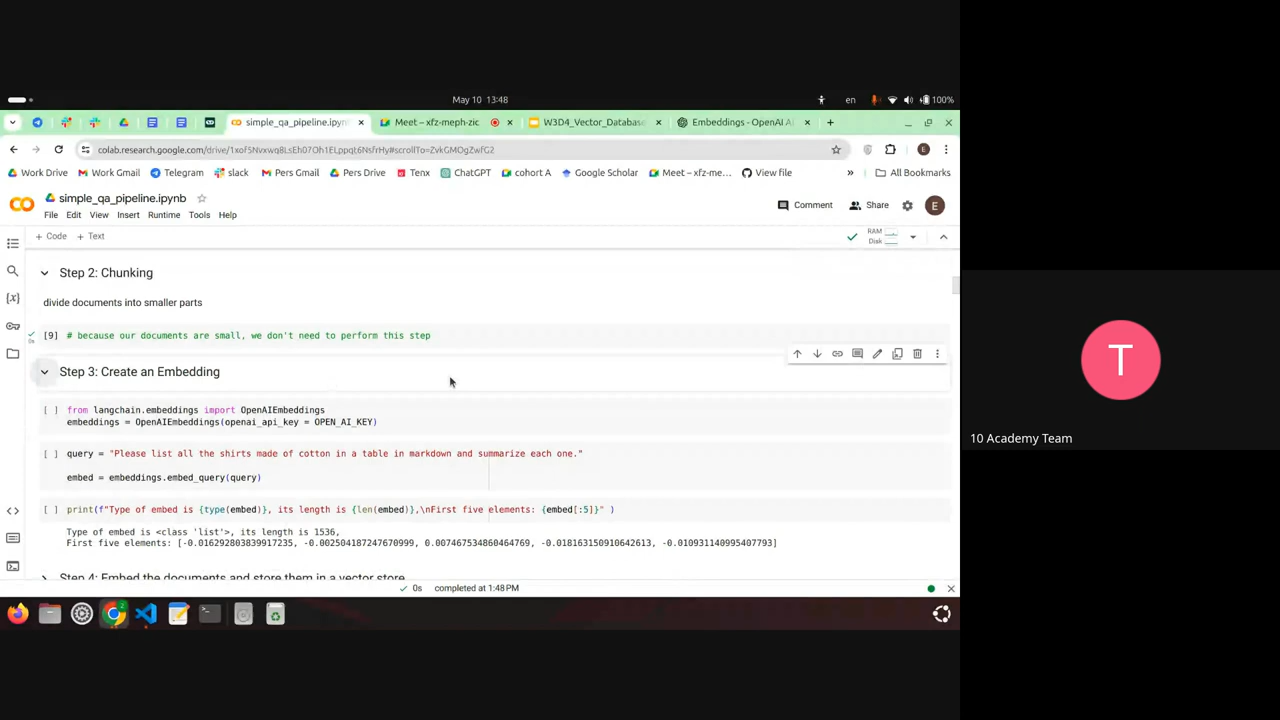 May 10 13:48
en
100%
simple_qa_pipeline.ipyn
Meet – xfz-meph-zic
W3D4_Vector_Database
Embeddings - OpenAI A
colab.research.google.com/drive/1xof5Nvxwq8LsEh07Oh1ELppqt6NsfrHy#scrollTo=ZvkGMOgZwfG2
E
Work Drive
Work Gmail
Telegram
slack
Pers Gmail
Pers Drive
Tenx
ChatGPT
cohort A
Google Scholar
Meet – xfz-me...
View file
All Bookmarks
simple_qa_pipeline.ipynb
Comment
Share
E
File Edit View Insert Runtime Tools Help
+ Code + Text
RAM
Disk
Step 2: Chunking
divide documents into smaller parts
[9] # because our documents are small, we don't need to perform this step
0s
Step 3: Create an Embedding
[ ] from langchain.embeddings import OpenAIEmbeddings
embeddings = OpenAIEmbeddings(openai_api_key = OPEN_AI_KEY)
[ ] query = "Please list all the shirts made of cotton in a table in markdown and summarize each one."
embed = embeddings.embed_query(query)
[ ] print(f"Type of embed is {type(embed)}, its length is {len(embed)},\nFirst five elements: {embed[:5]}" )
Type of embed is <class 'list'>, its length is 1536,
First five elements: [-0.016292803839917235, -0.002504187247670999, 0.007467534860464769, -0.018163150910642613, -0.010931140995407793]
Step 4: Embed the documents and store them in a vector store
0s completed at 1:48 PM
T
10 Academy Team